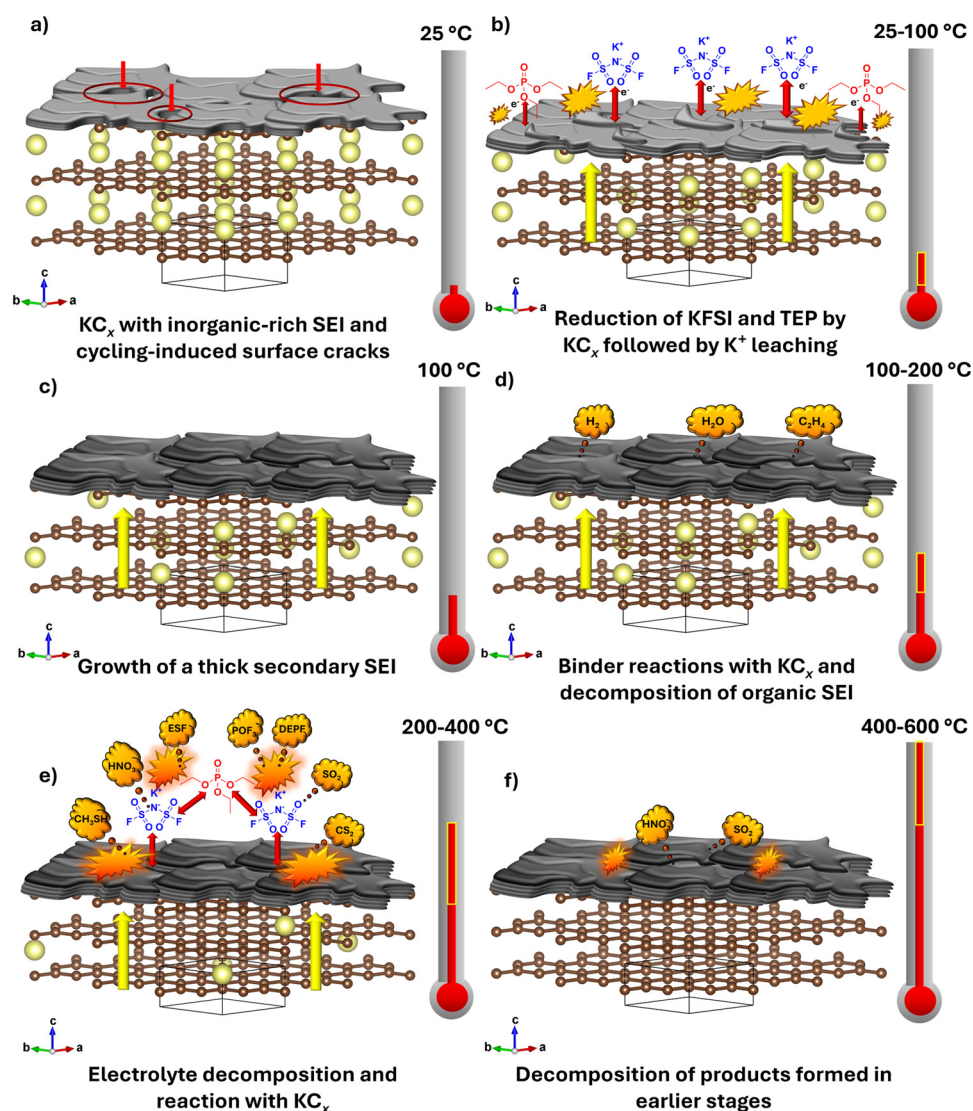 a)
25 °C
c
b
a
KCₓ with inorganic-rich SEI and
cycling-induced surface cracks
b)
25-100 °C
K⁺
K⁺
K⁺
O O
N⁻
S S
F O O F
O O
N⁻
S S
F O O F
O O
N⁻
S S
F O O F
O
P
O O
O
O
P
O O
O
e⁻
e⁻
e⁻
e⁻
e⁻
c
b
a
Reduction of KFSI and TEP by
KCₓ followed by K⁺ leaching
c)
100 °C
c
b
a
Growth of a thick secondary SEI
d)
100-200 °C
H₂
H₂O
C₂H₄
c
b
a
Binder reactions with KCₓ and
decomposition of organic SEI
e)
200-400 °C
ESF
POF₃
DEPF
HNO₃
SO₂
CH₃SH
CS₂
K⁺
K⁺
O O
N⁻
S S
F O O F
O
P
O O
O
O O
N⁻
S S
F O O F
c
b
a
Electrolyte decomposition and
reaction with KCₓ
f)
400-600 °C
HNO₃
SO₂
c
b
a
Decomposition of products formed in
earlier stages